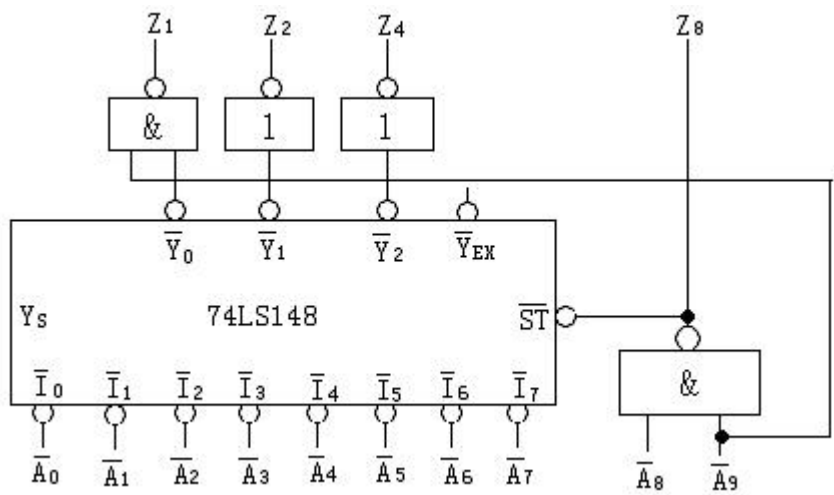 Z₁ Z₂ Z₄ Z₈
& 1 1
Y̅₀ Y̅₁ Y̅₂ Y̅EX
YS 74LS148 S̅T̅
I̅₀ I̅₁ I̅₂ I̅₃ I̅₄ I̅₅ I̅₆ I̅₇ &
A̅₀ A̅₁ A̅₂ A̅₃ A̅₄ A̅₅ A̅₆ A̅₇ A̅₈ A̅₉